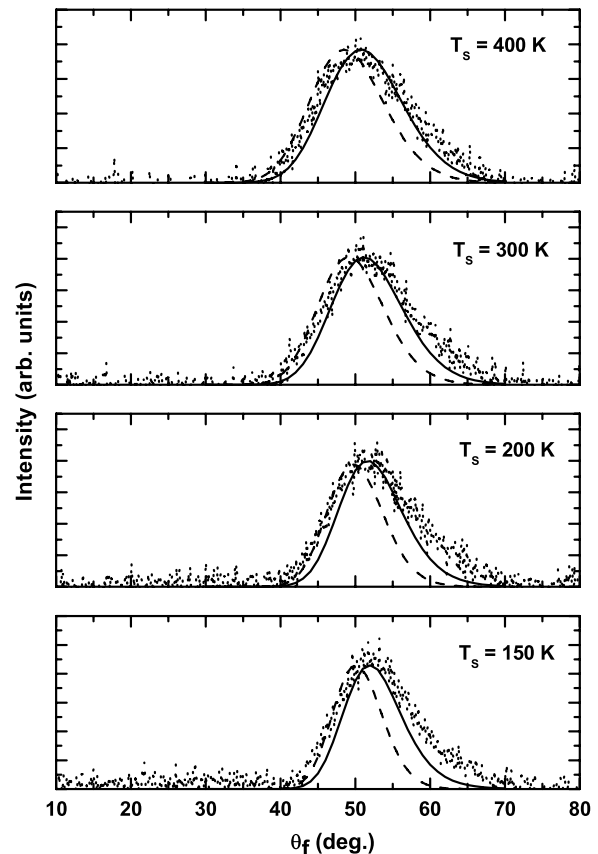 T_S = 400 K
T_S = 300 K
Intensity (arb. units)
T_S = 200 K
T_S = 150 K
10 20 30 40 50 60 70 80
θ_f (deg.)